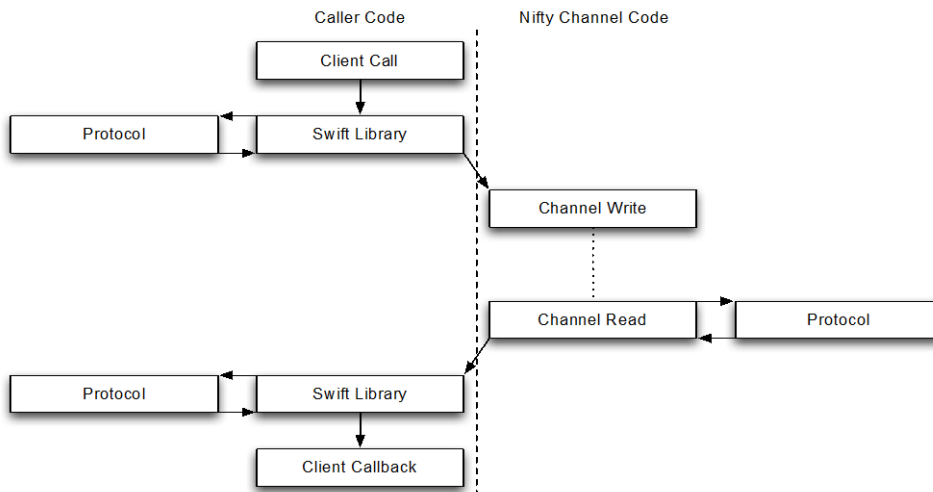 Caller Code
Nifty Channel Code
Client Call
Protocol
Swift Library
Channel Write
Channel Read
Protocol
Protocol
Swift Library
Client Callback